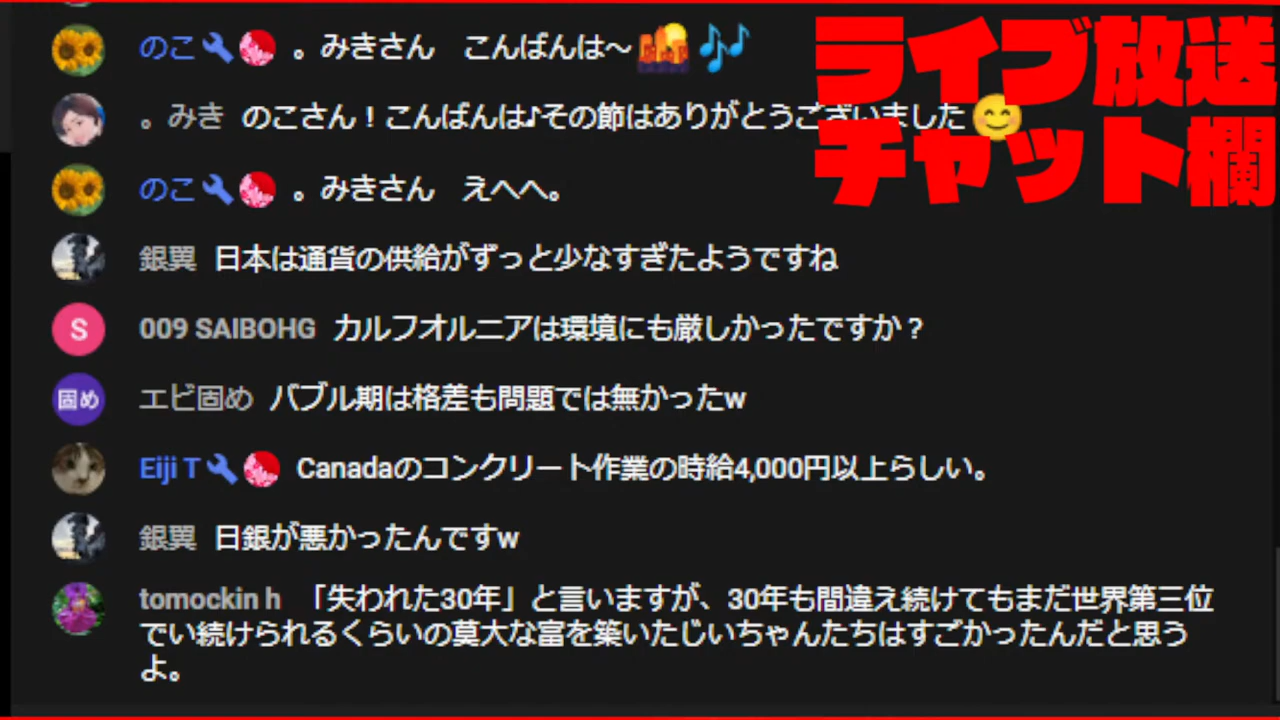 ライブ放送
チャット欄
のこ 。みきさん こんばんは～
。みき のこさん！こんばんは♪その節はありがとうございました
のこ 。みきさん えへへ。
銀翼 日本は通貨の供給がずっと少なすぎたようですね
S 009 SAIBOHG カルフオルニアは環境にも厳しかったですか？
固め エビ固め バブル期は格差も問題では無かったw
Eiji T Canadaのコンクリート作業の時給4,000円以上らしい。
銀翼 日銀が悪かったんですw
tomockin h 「失われた30年」と言いますが、30年も間違え続けてもまだ世界第三位
でい続けられるくらいの莫大な富を築いたじいちゃんたちはすごかったんだと思う
よ。